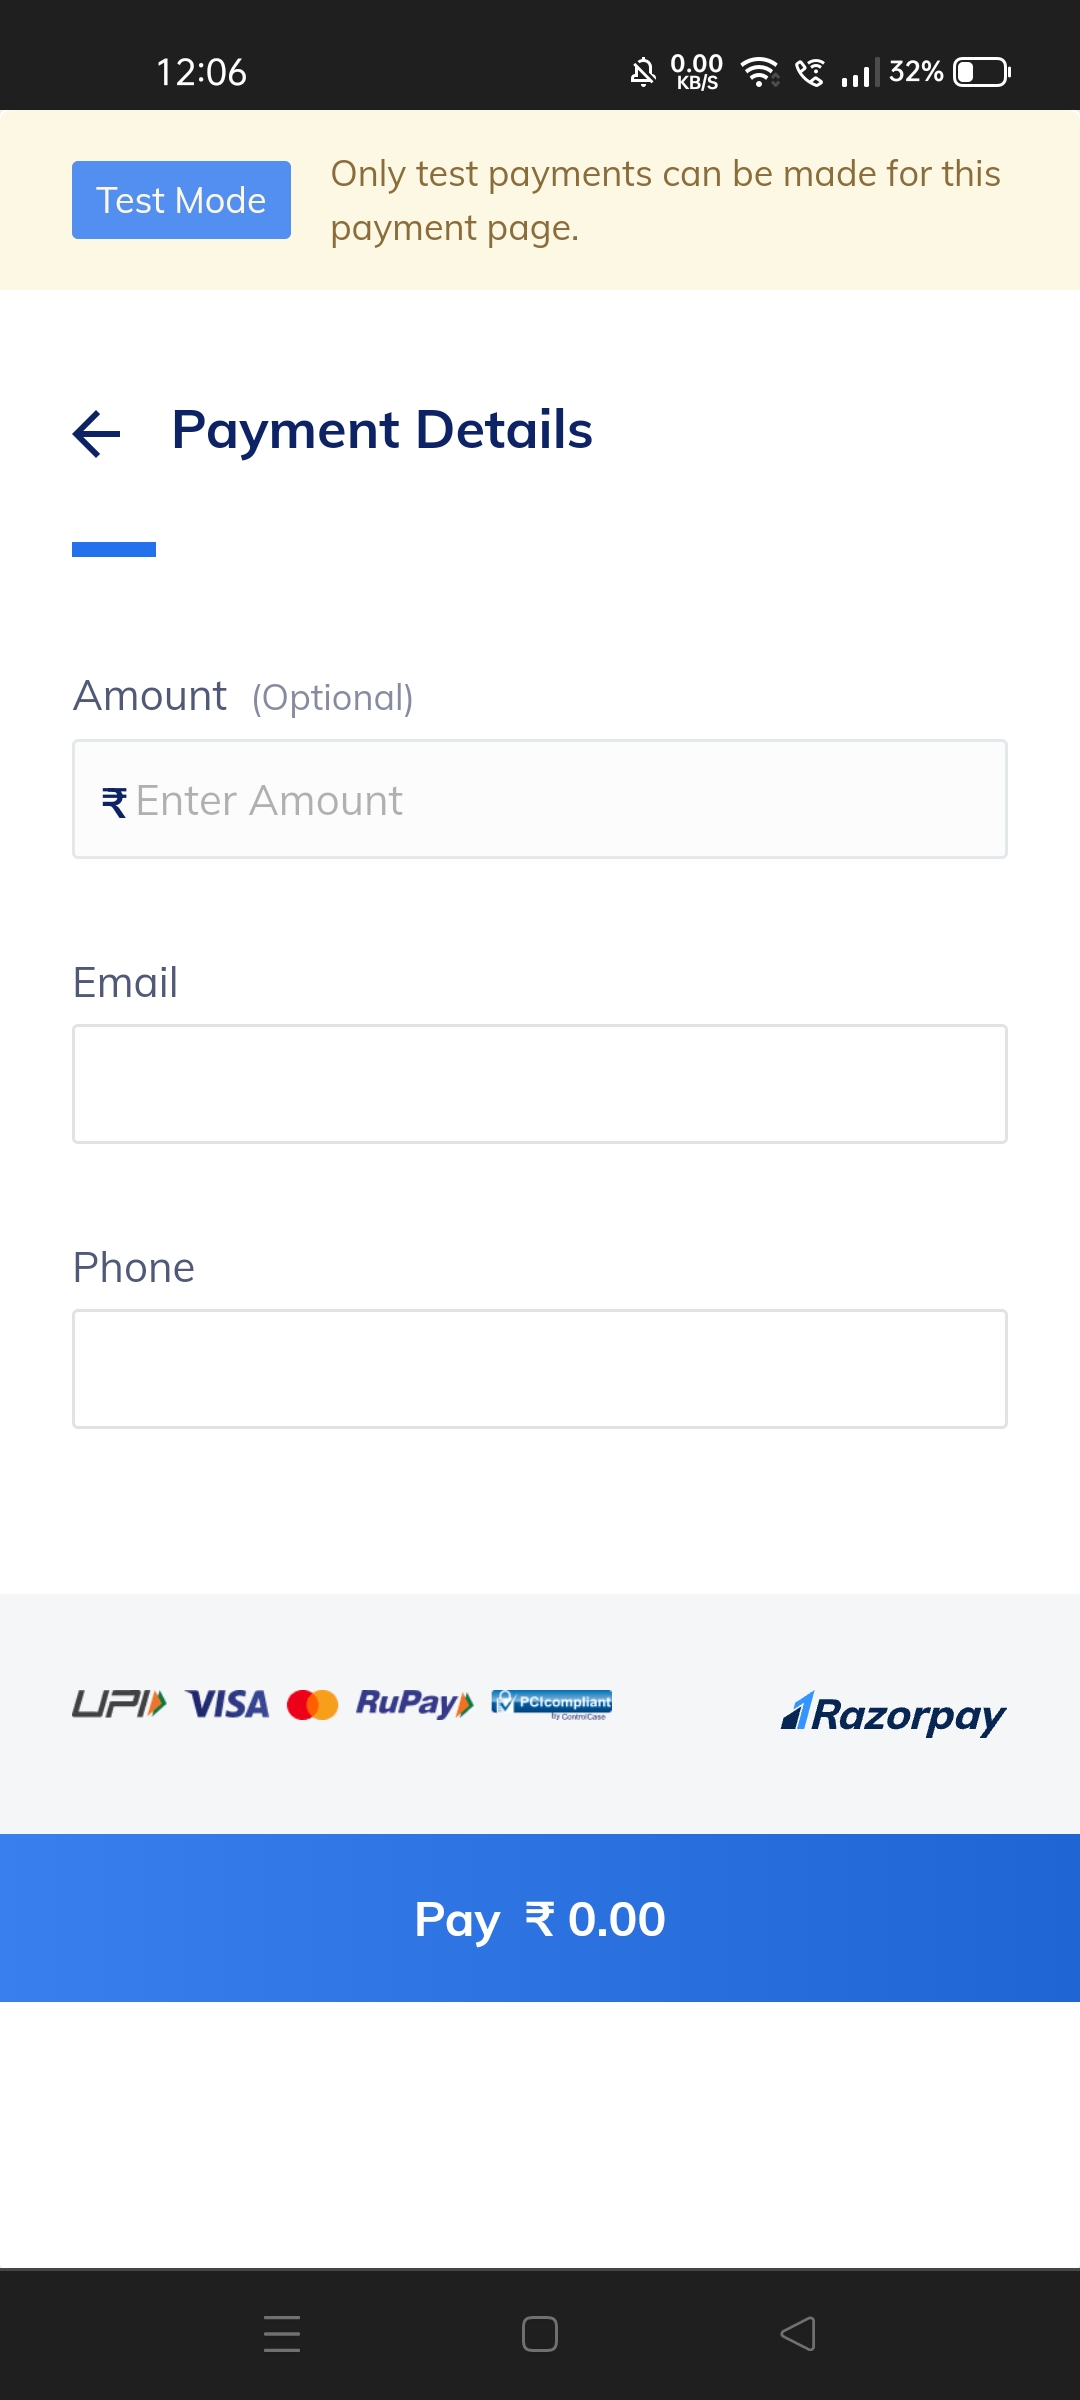 12:06
0.00
KB/S
32%
Test Mode
Only test payments can be made for this
payment page.
Payment Details
Amount (Optional)
₹ Enter Amount
Email
Phone
UPI VISA RuPay PCIcompliant
by ControlCase
Razorpay
Pay ₹ 0.00